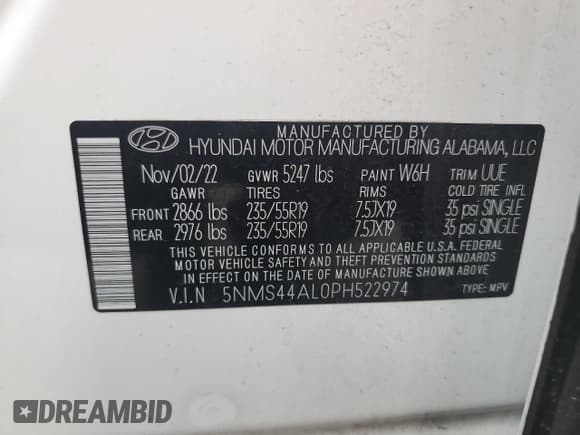 MANUFACTURED BY
HYUNDAI MOTOR MANUFACTURING ALABAMA, LLC
Nov/02/22 GVWR 5247 lbs PAINT W6H TRIM UUE
GAWR TIRES RIMS COLD TIRE INFL
FRONT 2866 lbs 235/55R19 7.5JX19 35 psi SINGLE
REAR 2976 lbs 235/55R19 7.5JX19 35 psi SINGLE
THIS VEHICLE CONFORMS TO ALL APPLICABLE U.S.A. FEDERAL
MOTOR VEHICLE SAFETY AND THEFT PREVENTION STANDARDS
IN EFFECT ON THE DATE OF MANUFACTURE SHOWN ABOVE.
V.I.N 5NMS44AL0PH522974 TYPE: MPV
DREAMBID